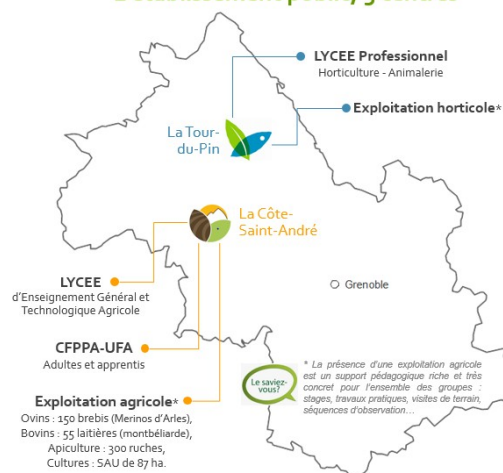 LYCEE Professionnel
Horticulture - Animalerie
Exploitation horticole*
La Tour-
du-Pin
La Côte-
Saint-André
LYCEE
d'Enseignement Général et
Technologique Agricole
Grenoble
CFPPA-UFA
Adultes et apprentis
Exploitation agricole*
Ovins : 150 brebis (Merinos d'Arles),
Bovins : 55 laitières (montbéliarde),
Apiculture : 300 ruches,
Cultures : SAU de 87 ha.
Le saviez-
vous?
* La présence d'une exploitation agricole
est un support pédagogique riche et très
concret pour l'ensemble des groupes :
stages, travaux pratiques, visites de terrain,
séquences d'observation…